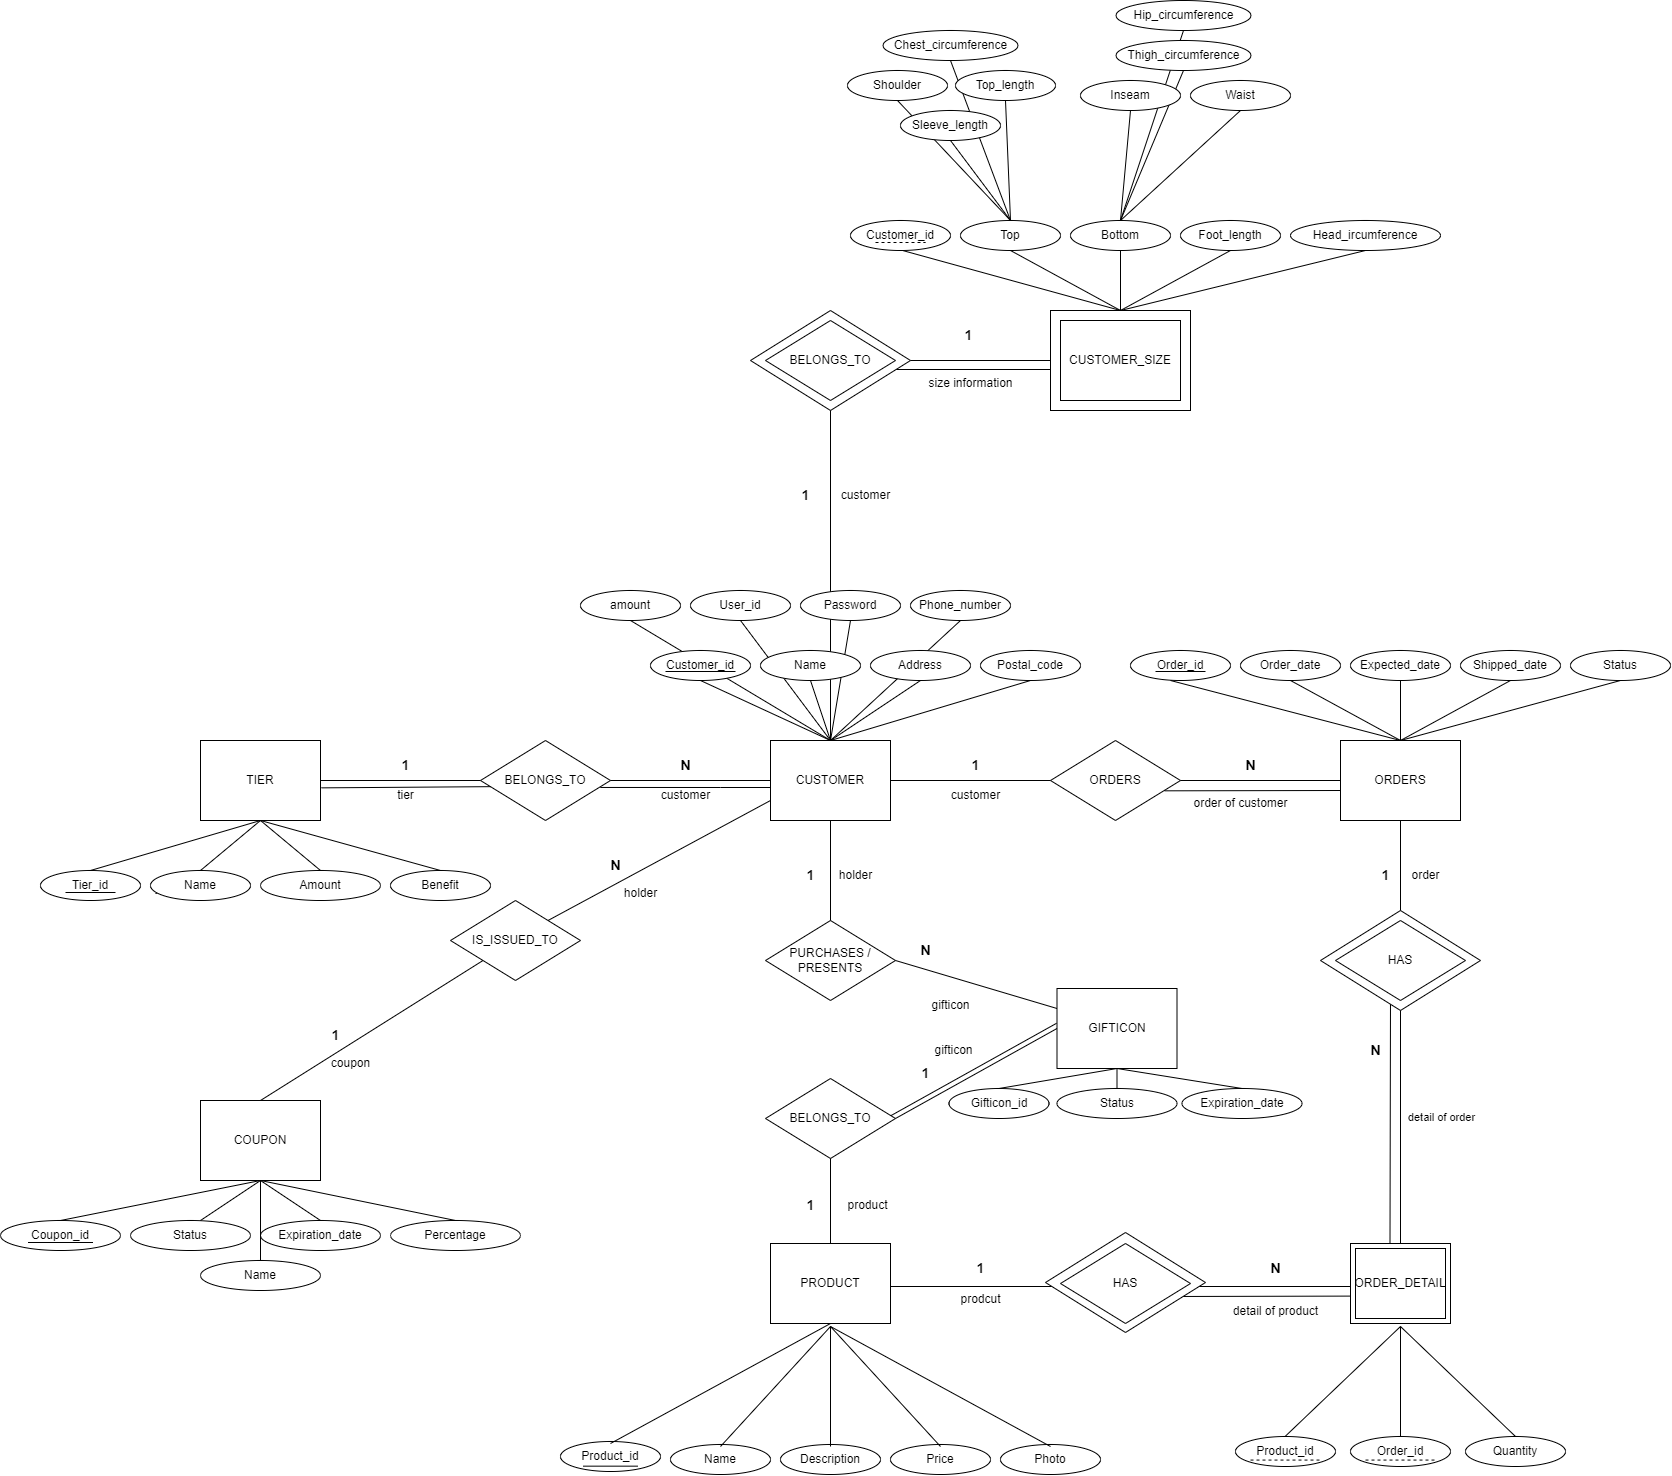 Hip_circumference
Chest_circumference
Thigh_circumference
Shoulder
Top_length
Inseam
Waist
Sleeve_length
Customer_id
Top
Bottom
Foot_length
Head_ircumference
1
BELONGS_TO
CUSTOMER_SIZE
size information
1
customer
amount
User_id
Password
Phone_number
Customer_id
Name
Address
Postal_code
Order_id
Order_date
Expected_date
Shipped_date
Status
1
N
1
N
TIER
BELONGS_TO
CUSTOMER
ORDERS
ORDERS
tier
customer
customer
order of customer
N
1
holder
1
order
Tier_id
Name
Amount
Benefit
holder
IS_ISSUED_TO
PURCHASES /
PRESENTS
N
HAS
gifticon
GIFTICON
1
gifticon
N
coupon
1
Gifticon_id
Status
Expiration_date
BELONGS_TO
detail of order
COUPON
1
product
Coupon_id
Status
Expiration_date
Percentage
Name
1
N
PRODUCT
HAS
ORDER_DETAIL
prodcut
detail of product
Product_id
Name
Description
Price
Photo
Product_id
Order_id
Quantity